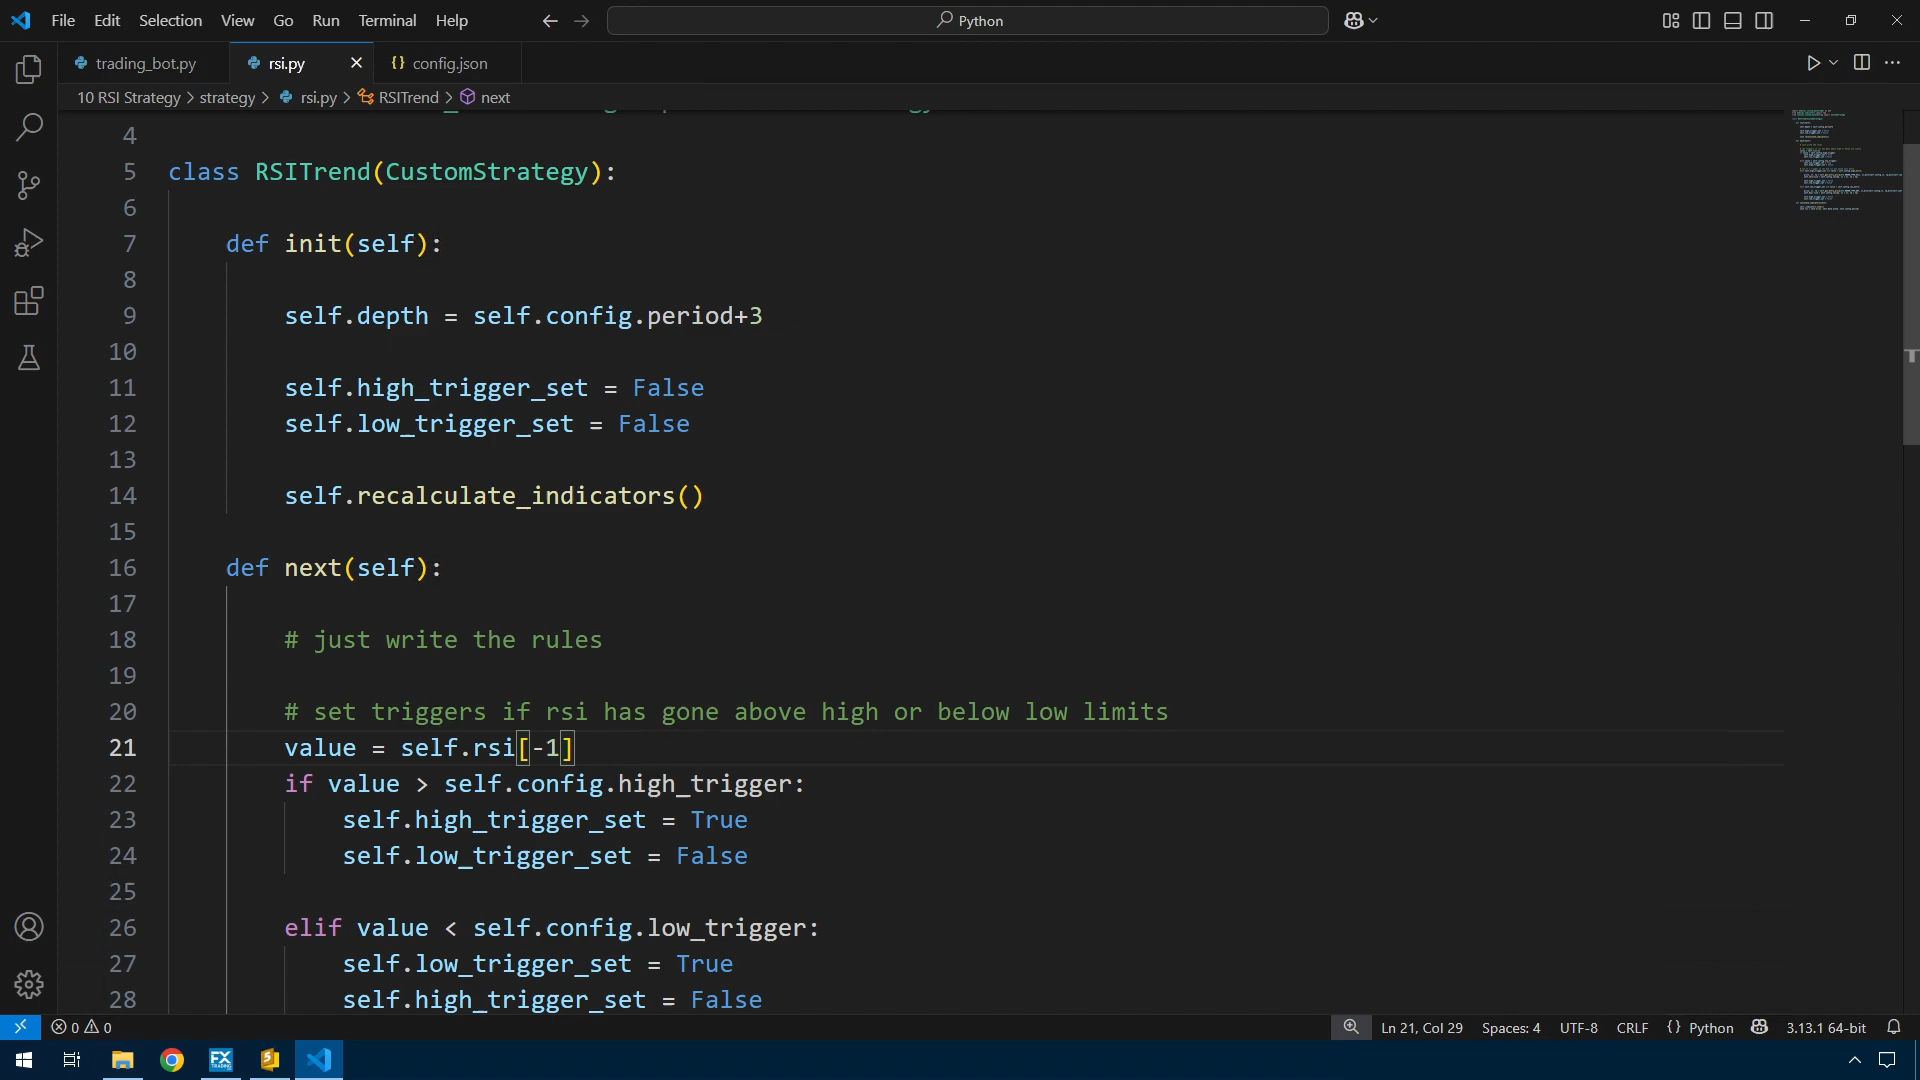 File Edit Selection View Go Run Terminal Help
Python
trading_bot.py
rsi.py
config.json
10 RSI Strategy > strategy > rsi.py > RSITrend > next
4
5 class RSITrend(CustomStrategy):
6
7 def init(self):
8
9 self.depth = self.config.period+3
10
11 self.high_trigger_set = False
12 self.low_trigger_set = False
13
14 self.recalculate_indicators()
15
16 def next(self):
17
18 # just write the rules
19
20 # set triggers if rsi has gone above high or below low limits
21 value = self.rsi[-1]
22 if value > self.config.high_trigger:
23 self.high_trigger_set = True
24 self.low_trigger_set = False
25
26 elif value < self.config.low_trigger:
27 self.low_trigger_set = True
28 self.high_trigger_set = False
0 0
Ln 21, Col 29 Spaces: 4 UTF-8 CRLF {} Python 3.13.1 64-bit
FX TRADING